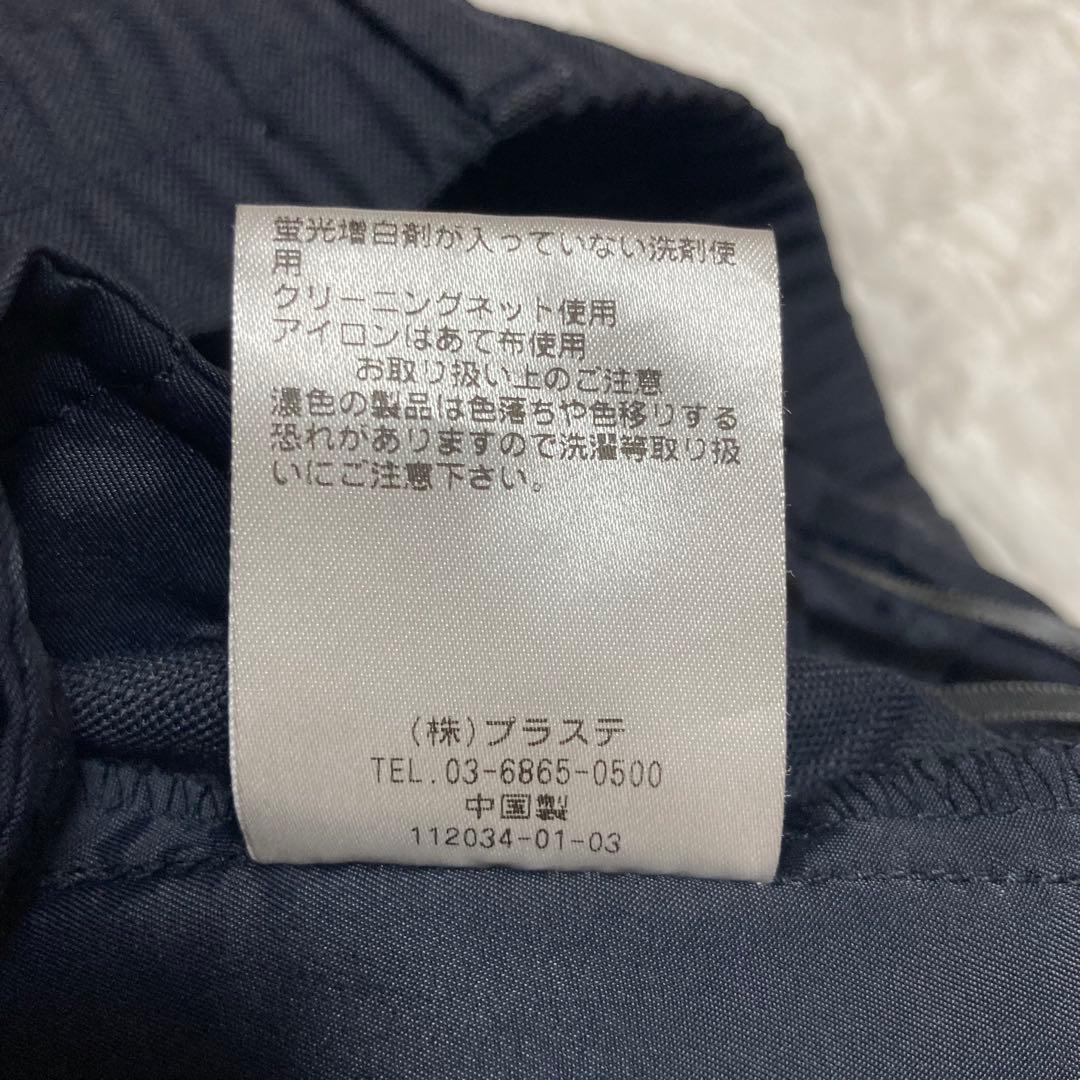 蛍光増白剤が入っていない洗剤使
用
クリーニングネット使用
アイロンはあて布使用
お取り扱い上のご注意
濃色の製品は色落ちや色移りする
恐れがありますので洗濯等取り扱
いにご注意下さい。
(株)プラステ
TEL.03-6865-0500
中国製
112034-01-03